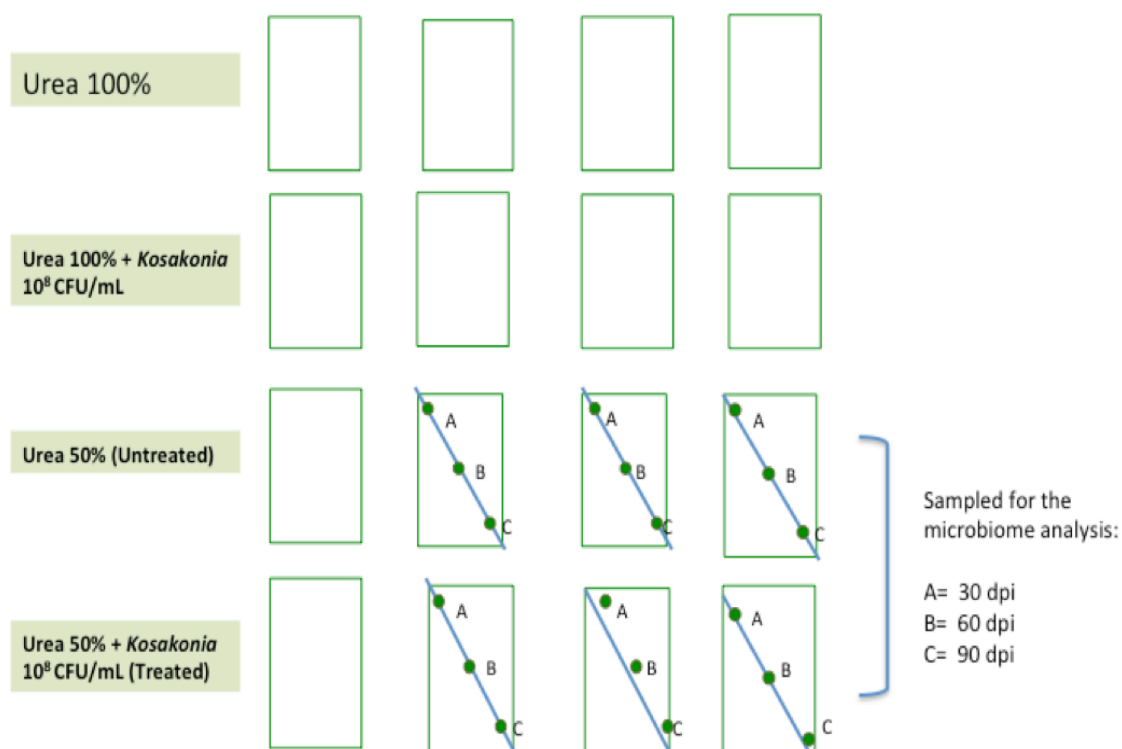 Urea 100%
Urea 100% + Kosakonia
10⁸ CFU/mL
Urea 50% (Untreated)
A
A
A
B
B
B
C
C
C
Sampled for the
microbiome analysis:
A= 30 dpi
B= 60 dpi
C= 90 dpi
Urea 50% + Kosakonia
10⁸ CFU/mL (Treated)
A
A
A
B
B
B
C
C
C